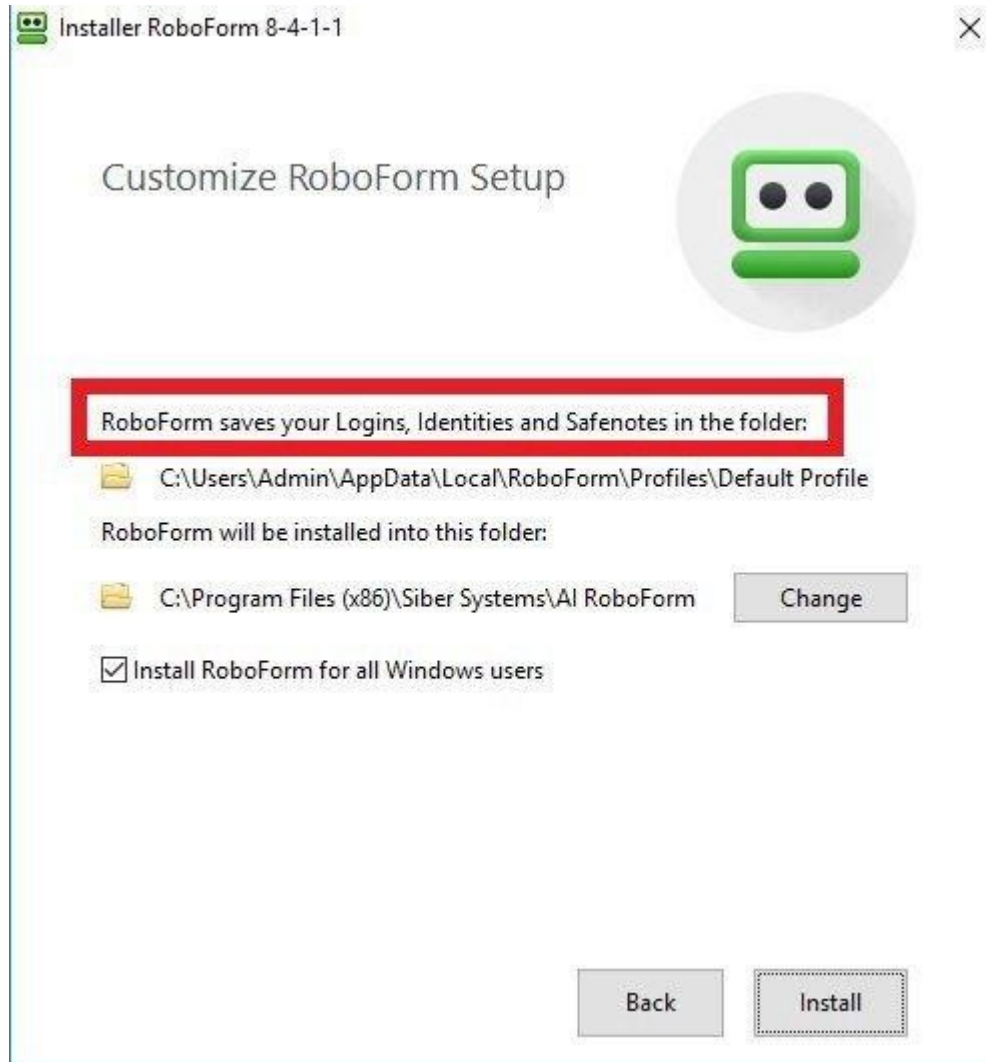 Installer RoboForm 8-4-1-1
Customize RoboForm Setup
RoboForm saves your Logins, Identities and Safenotes in the folder:
C:\Users\Admin\AppData\Local\RoboForm\Profiles\Default Profile
RoboForm will be installed into this folder:
C:\Program Files (x86)\Siber Systems\AI RoboForm
Change
Install RoboForm for all Windows users
Back
Install